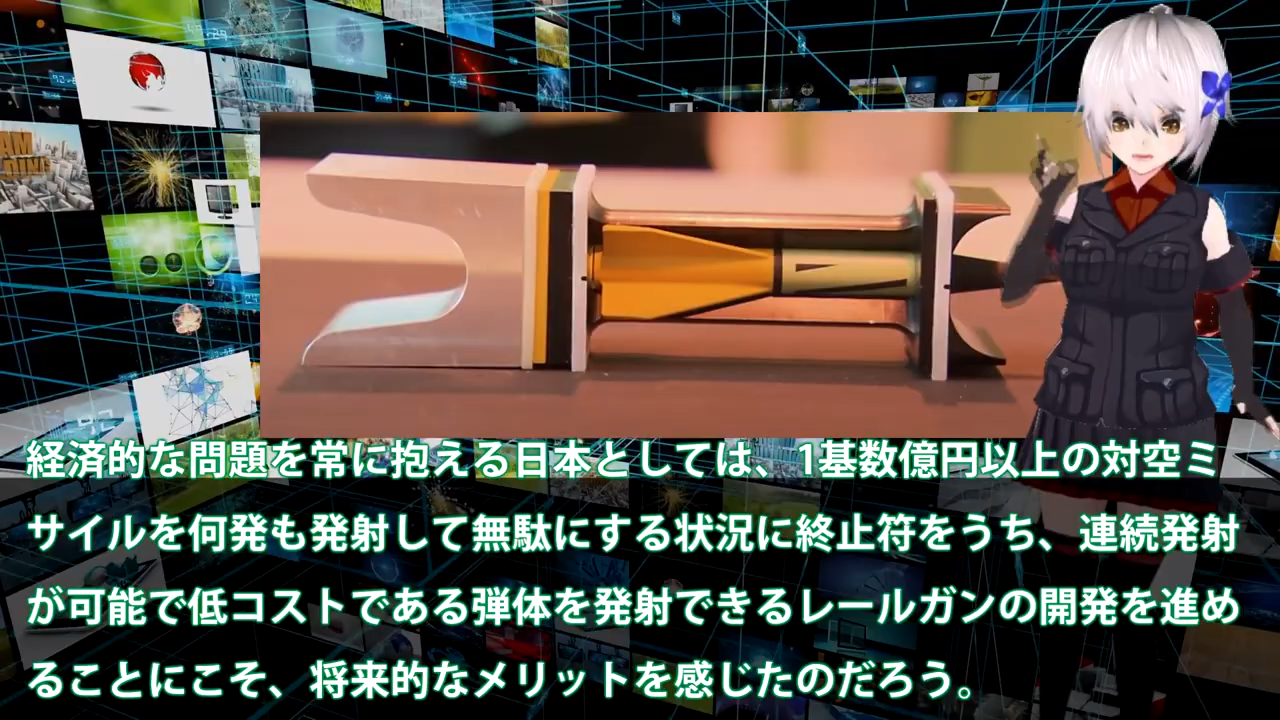 経済的な問題を常に抱える日本としては、1基数億円以上の対空ミ
サイルを何発も発射して無駄にする状況に終止符をうち、連続発射
が可能で低コストである弾体を発射できるレールガンの開発を進め
ることにこそ、将来的なメリットを感じたのだろう。